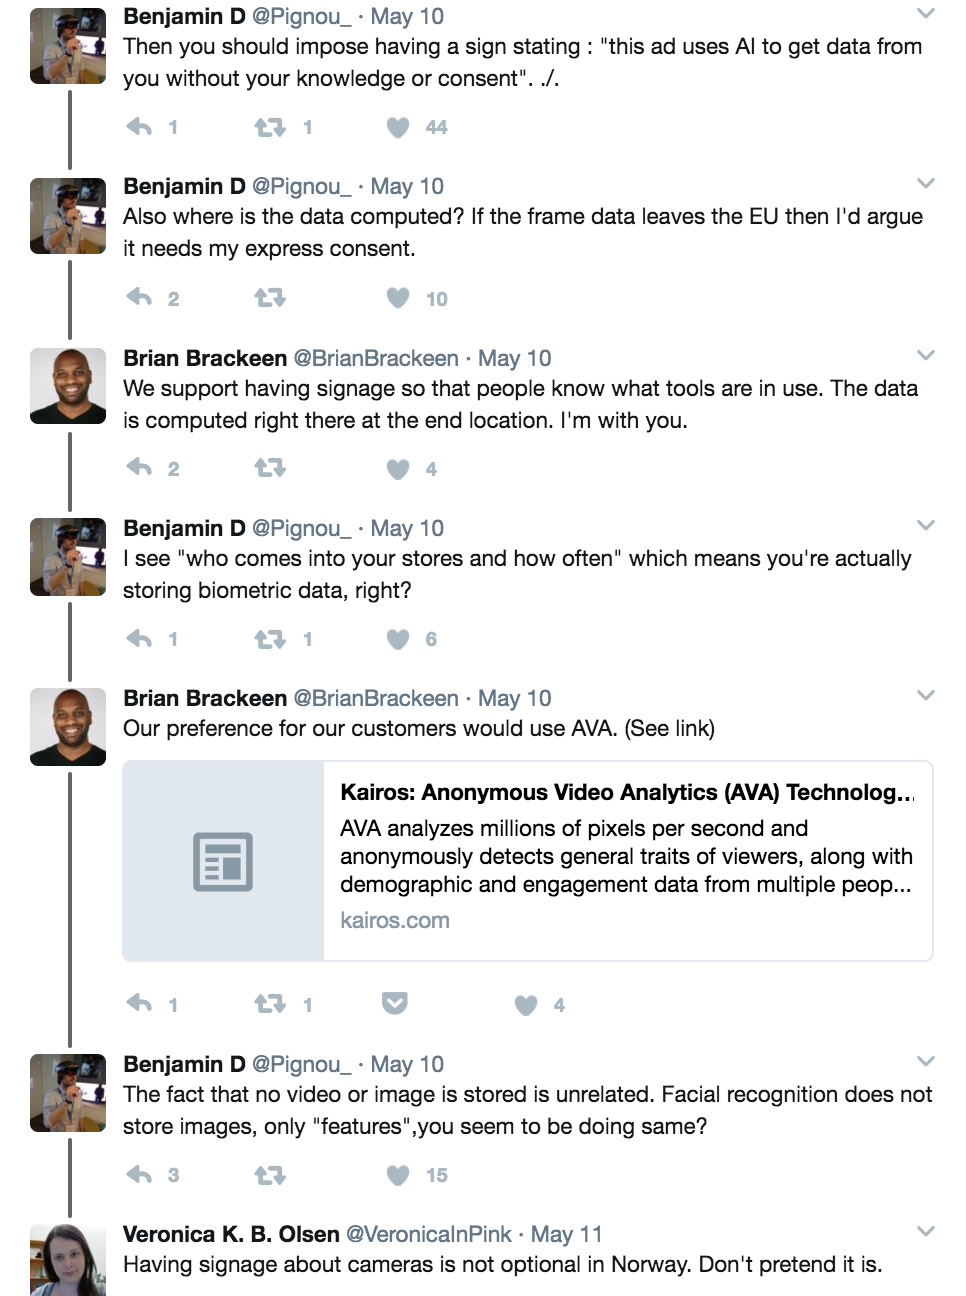 Benjamin D @Pignou_ · May 10
Then you should impose having a sign stating : "this ad uses AI to get data from
you without your knowledge or consent". ./.
1 1 44
Benjamin D @Pignou_ · May 10
Also where is the data computed? If the frame data leaves the EU then I'd argue
it needs my express consent.
2 10
Brian Brackeen @BrianBrackeen · May 10
We support having signage so that people know what tools are in use. The data
is computed right there at the end location. I'm with you.
2 4
Benjamin D @Pignou_ · May 10
I see "who comes into your stores and how often" which means you're actually
storing biometric data, right?
1 1 6
Brian Brackeen @BrianBrackeen · May 10
Our preference for our customers would use AVA. (See link)
Kairos: Anonymous Video Analytics (AVA) Technolog...
AVA analyzes millions of pixels per second and
anonymously detects general traits of viewers, along with
demographic and engagement data from multiple peop...
kairos.com
1 1 4
Benjamin D @Pignou_ · May 10
The fact that no video or image is stored is unrelated. Facial recognition does not
store images, only "features",you seem to be doing same?
3 15
Veronica K. B. Olsen @VeronicaInPink · May 11
Having signage about cameras is not optional in Norway. Don't pretend it is.